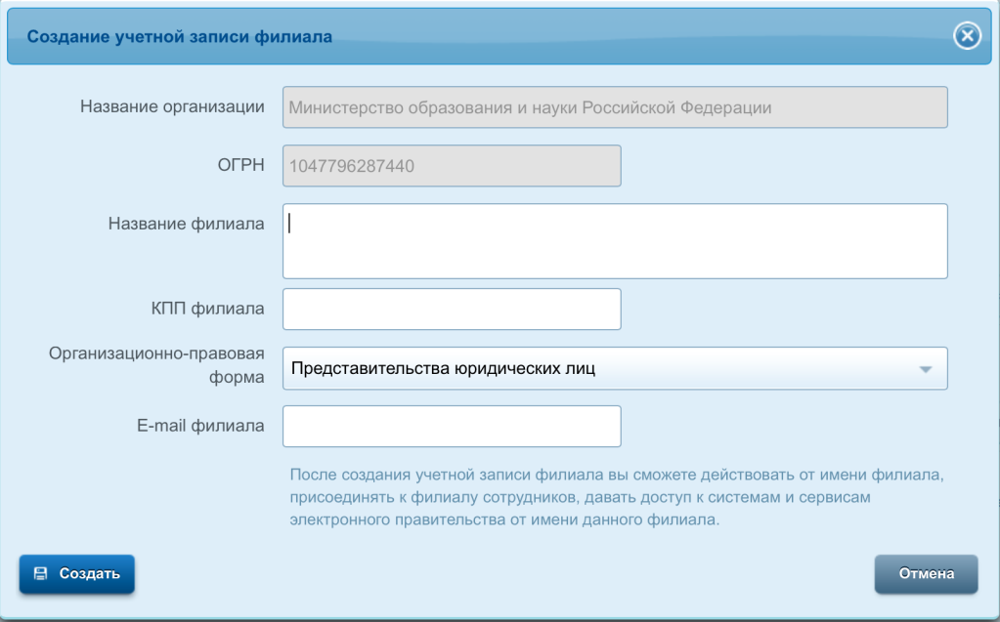 Создание учетной записи филиала
Название организации
Министерство образования и науки Российской Федерации
ОГРН
1047796287440
Название филиала
КПП филиала
Организационно-правовая
форма
Представительства юридических лиц
E-mail филиала
После создания учетной записи филиала вы сможете действовать от имени филиала,
присоединять к филиалу сотрудников, давать доступ к системам и сервисам
электронного правительства от имени данного филиала.
Создать
Отмена